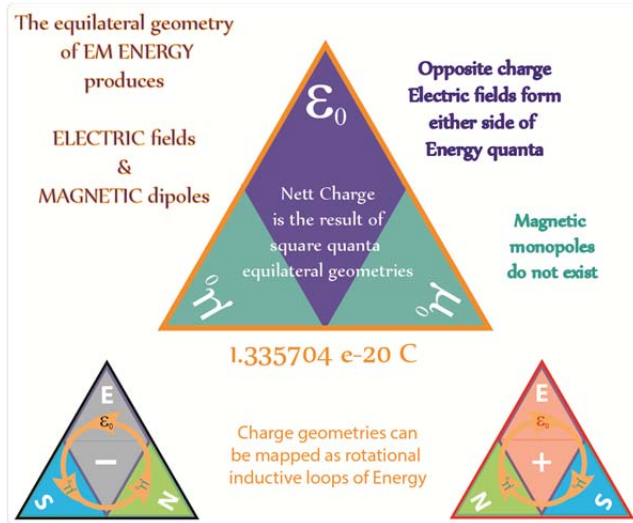 The equilateral geometry
of EM ENERGY
produces
ELECTRIC fields
&
MAGNETIC dipoles
ε₀
Opposite charge
Electric fields form
either side of
Energy quanta
Nett Charge
is the result of
square quanta
equilateral geometries
μ₀
μ₀
Magnetic
monopoles
do not exist
1.335704 e-20 C
E
ε₀
−
S
μ
μ
N
Charge geometries can
be mapped as rotational
inductive loops of Energy
E
ε₀
+
N
μ
μ
S